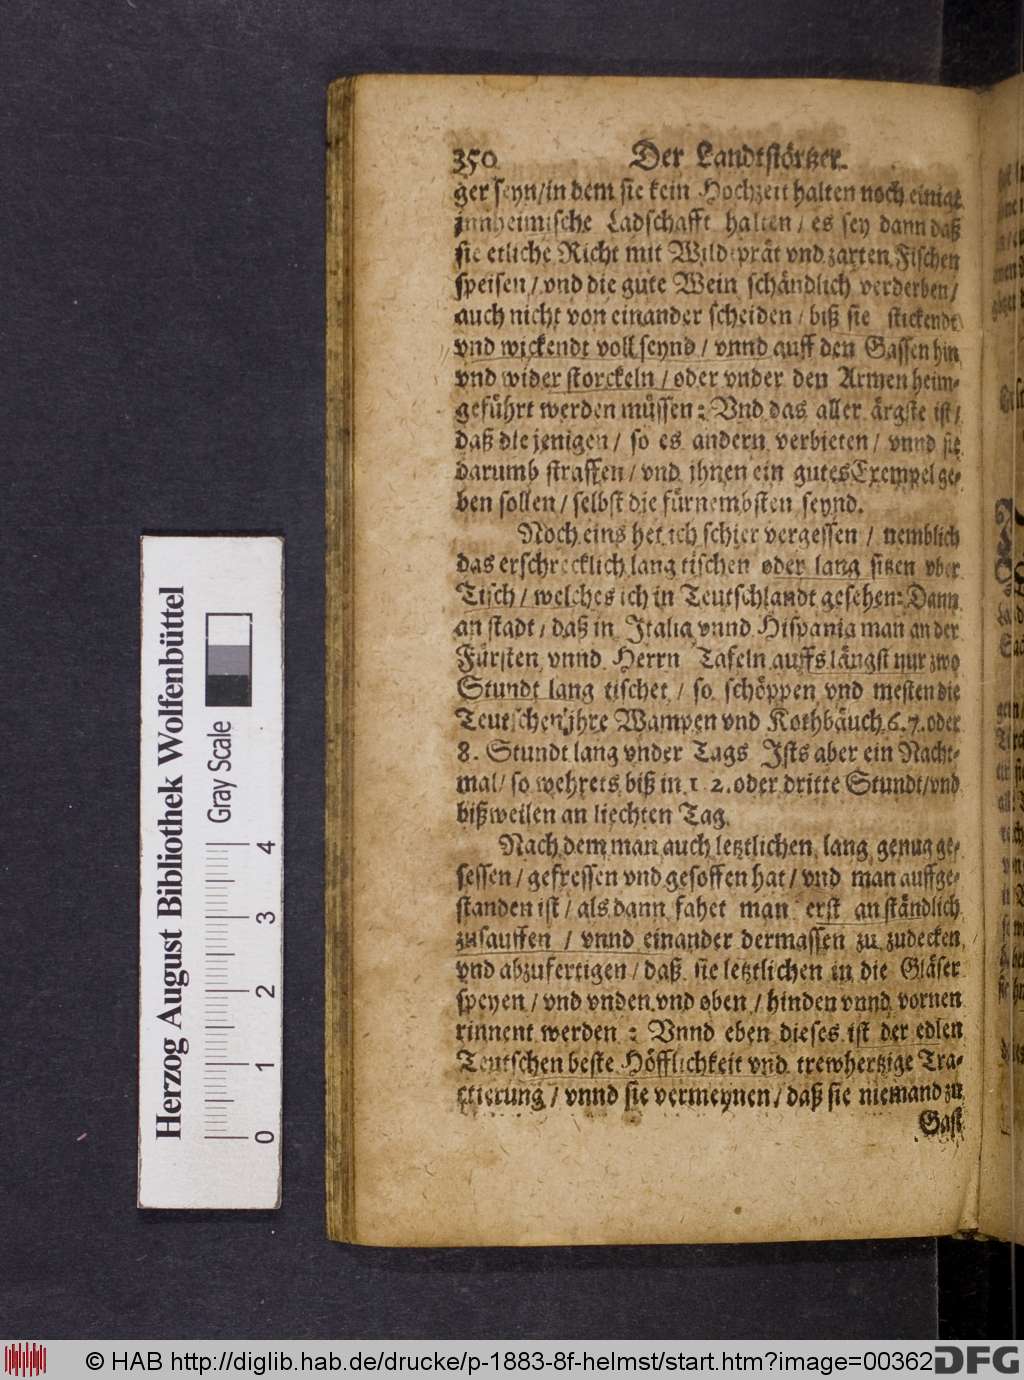 350 Der Landtstörtzer
ger seyn/in dem sie kein Hochzeit halten noch einige
innheimische Ladschafft halten / es sey dann daß
sie etliche Richt mit Wildtprät vnd zarten Fischen
speisen / vnd die gute Wein schändlich verderben /
auch nicht von einander scheiden / biß sie stickendt
vnd wickendt voll seynd / vnnd auff den Gassen hin
vnd wider storckeln / oder vnder den Armen heim-
geführt werden müssen: Vnd das aller ärgste ist /
daß die jenigen / so es andern verbieten / vnnd sie
darumb straffen / vnd jhnen ein gutes Exempel ge-
ben sollen / selbst die fürnembsten seynd.
Noch eins het ich schier vergessen / nemblich
das erschrecklich lang tischen oder lang sitzen vber
Tisch / welches ich in Teutschlandt gesehen: Dann
an stadt / daß in Italia vnnd Hispania man an der
Fürsten vnnd Herrn Tafeln auffs längst nur zwo
Stundt lang tischet / so schöppen vnd mesten die
Teutschen jhre Wampen vnd Kothbäuch 6. 7. oder
8. Stundt lang vnder Tags Ists aber ein Nacht-
mal / so wehrets biß in 12. oder dritte Stundt / vnd
bißweilen an liechten Tag.
Nach dem man auch letztlichen lang genug ge-
sessen / gefressen vnd gesoffen hat / vnd man auffge-
standen ist / als dann fahet man erst an ständlich
zusauffen / vnnd einander dermassen zu zudecken
vnd abzufertigen / daß sie letztlichen in die Gläser
speyen / vnd vnden vnd oben / hinden vnnd vornen
rinnent werden : Vnnd eben dieses ist der edlen
Teutschen beste Höfflichkeit vnd trewhertzige Tra-
ctierung / vnnd sie vermeynen / daß sie niemand zu
Gast
Herzog August Bibliothek Wolfenbüttel
Gray Scale
0 1 2 3 4
© HAB http://diglib.hab.de/drucke/p-1883-8f-helmst/start.htm?image=00362
DFG